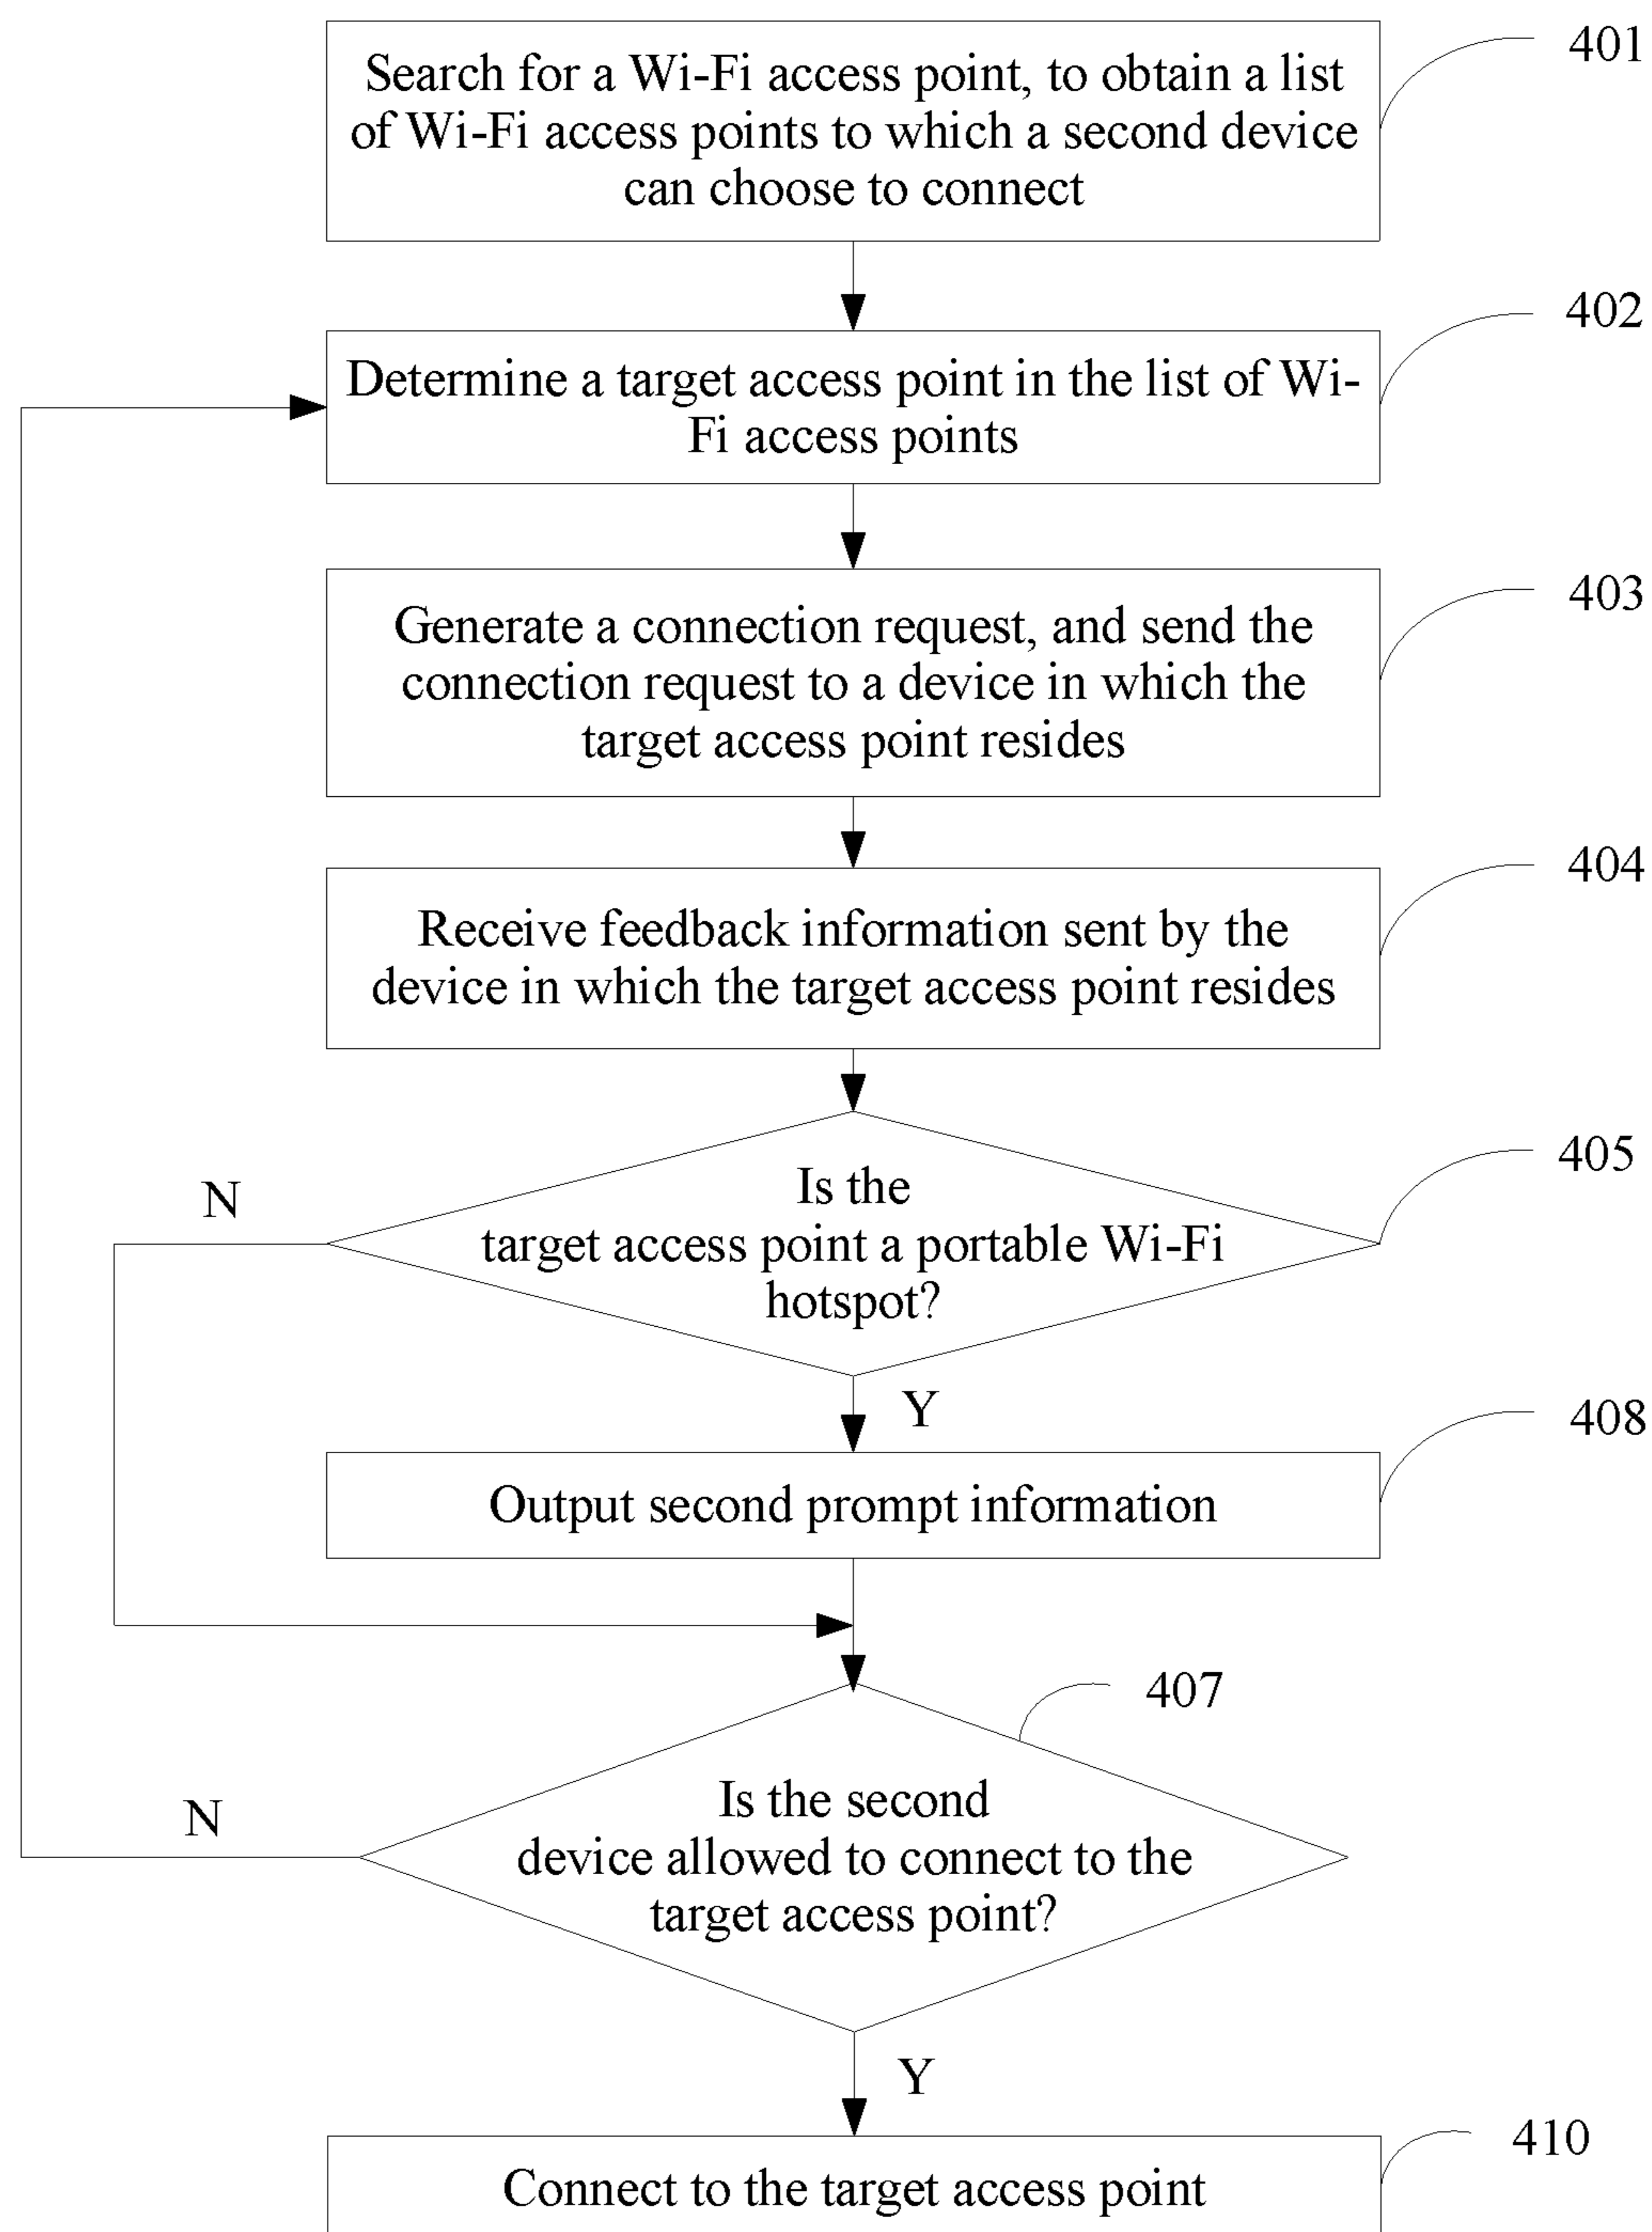 Search for a Wi-Fi access point, to obtain a list
of Wi-Fi access points to which a second device
can choose to connect
401
Determine a target access point in the list of Wi-
Fi access points
402
Generate a connection request, and send the
connection request to a device in which the
target access point resides
403
Receive feedback information sent by the
device in which the target access point resides
404
Is the
target access point a portable Wi-Fi
hotspot?
405
N
Y
Output second prompt information
408
Is the second
device allowed to connect to the
target access point?
407
N
Y
Connect to the target access point
410